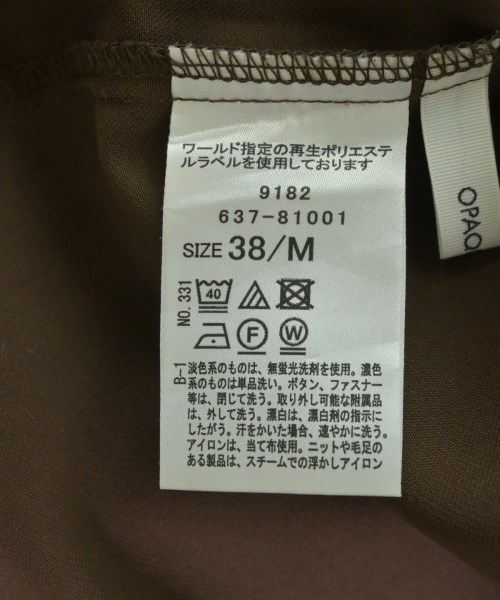 ワールド指定の再生ポリエステ
ルラベルを使用しております
9182
637-81001
SIZE 38/M
NO. 331
40
F
W
B-1
淡色系のものは、無蛍光洗剤を使用。濃色
系のものは単品洗い。ボタン、ファスナー
等は、閉じて洗う。取り外し可能な附属品
は、外して洗う。漂白は、漂白剤の指示に
したがう。汗をかいた場合、速やかに洗う。
アイロンは、当て布使用。ニットや毛足の
ある製品は、スチームでの浮かしアイロン
OPAQ